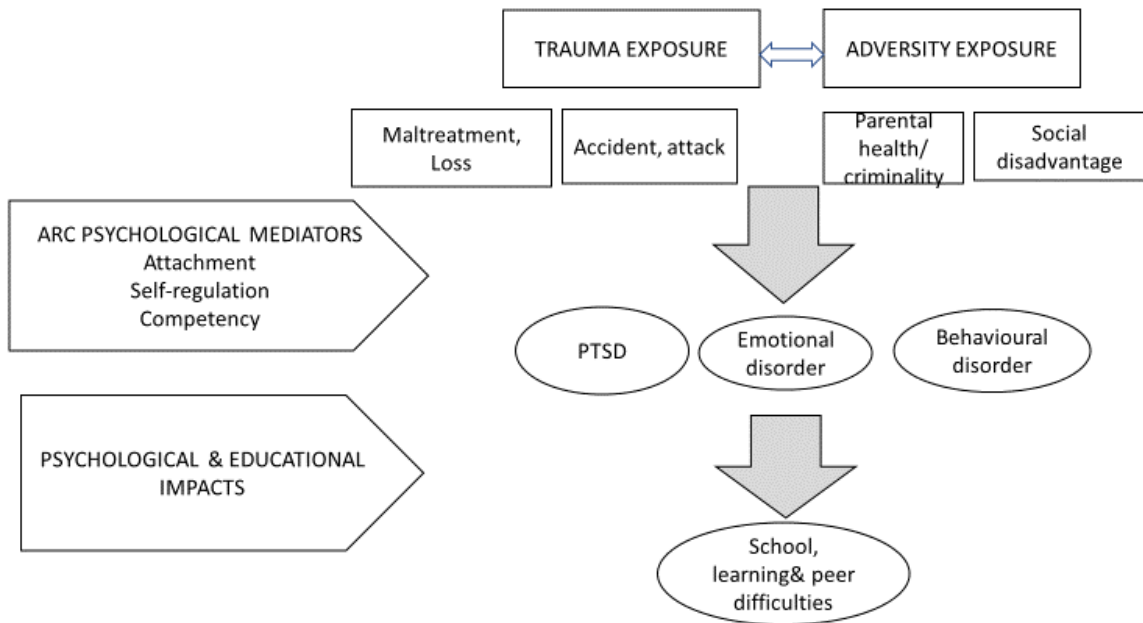 TRAUMA EXPOSURE
ADVERSITY EXPOSURE
Maltreatment,
Loss
Accident, attack
Parental
health/
criminality
Social
disadvantage
ARC PSYCHOLOGICAL MEDIATORS
Attachment
Self-regulation
Competency
PTSD
Emotional
disorder
Behavioural
disorder
PSYCHOLOGICAL & EDUCATIONAL
IMPACTS
School,
learning& peer
difficulties